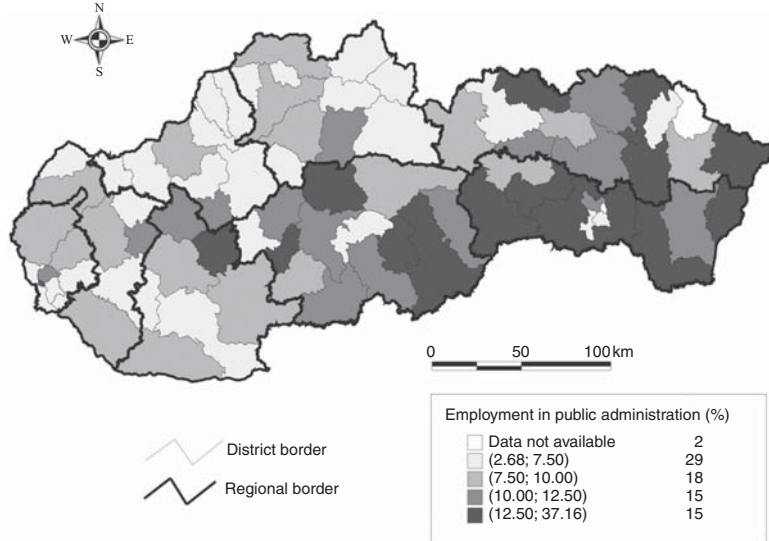 N
W E
S
0 50 100 km
Employment in public administration (%)
Data not available 2
(2.68; 7.50) 29
(7.50; 10.00) 18
(10.00; 12.50) 15
(12.50; 37.16) 15
District border
Regional border